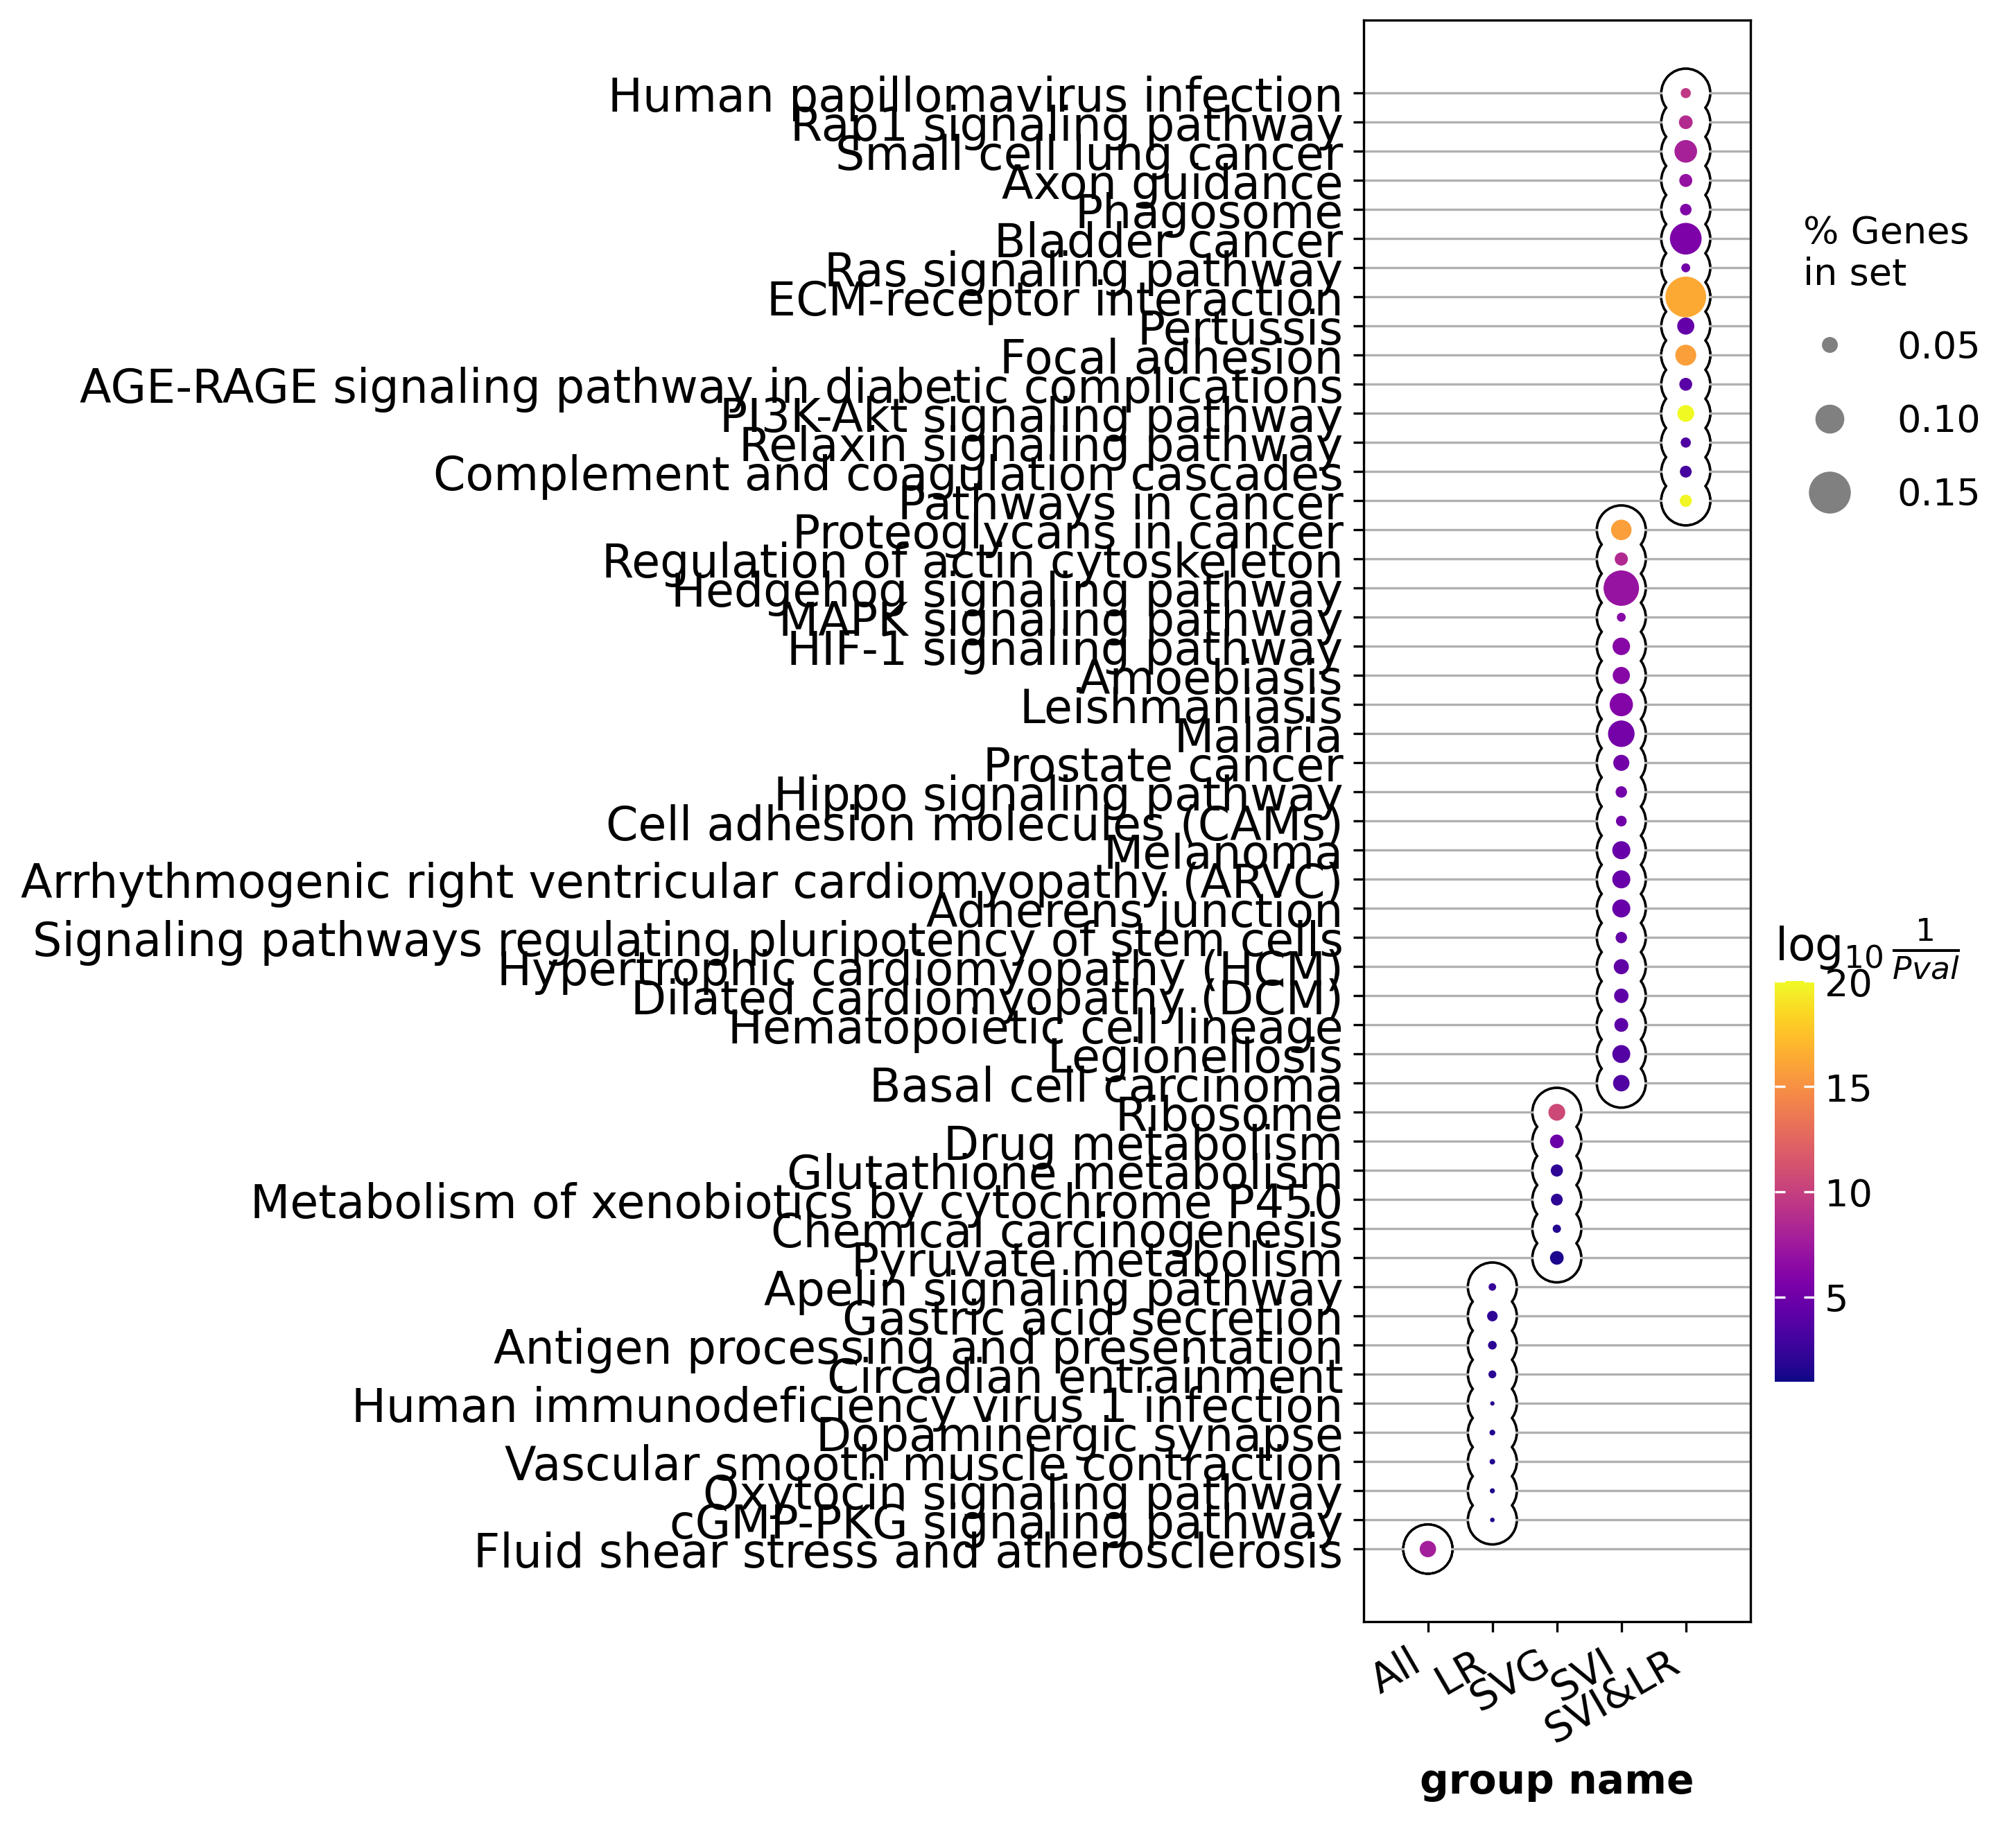 Human papillomavirus infection
Rap1 signaling pathway
Small cell lung cancer
Axon guidance
Phagosome
Bladder cancer
Ras signaling pathway
ECM-receptor interaction
Pertussis
Focal adhesion
AGE-RAGE signaling pathway in diabetic complications
PI3K-Akt signaling pathway
Relaxin signaling pathway
Complement and coagulation cascades
Pathways in cancer
Proteoglycans in cancer
Regulation of actin cytoskeleton
Hedgehog signaling pathway
MAPK signaling pathway
HIF-1 signaling pathway
Amoebiasis
Leishmaniasis
Malaria
Prostate cancer
Hippo signaling pathway
Cell adhesion molecules (CAMs)
Melanoma
Arrhythmogenic right ventricular cardiomyopathy (ARVC)
Adherens junction
Signaling pathways regulating pluripotency of stem cells
Hypertrophic cardiomyopathy (HCM)
Dilated cardiomyopathy (DCM)
Hematopoietic cell lineage
Legionellosis
Basal cell carcinoma
Ribosome
Drug metabolism
Glutathione metabolism
Metabolism of xenobiotics by cytochrome P450
Chemical carcinogenesis
Pyruvate metabolism
Apelin signaling pathway
Gastric acid secretion
Antigen processing and presentation
Circadian entrainment
Human immunodeficiency virus 1 infection
Dopaminergic synapse
Vascular smooth muscle contraction
Oxytocin signaling pathway
cGMP-PKG signaling pathway
Fluid shear stress and atherosclerosis
All
LR
SVG
SVI
SVI&LR
group name
% Genes
in set
0.05
0.10
0.15
log10 1/Pval
20
15
10
5